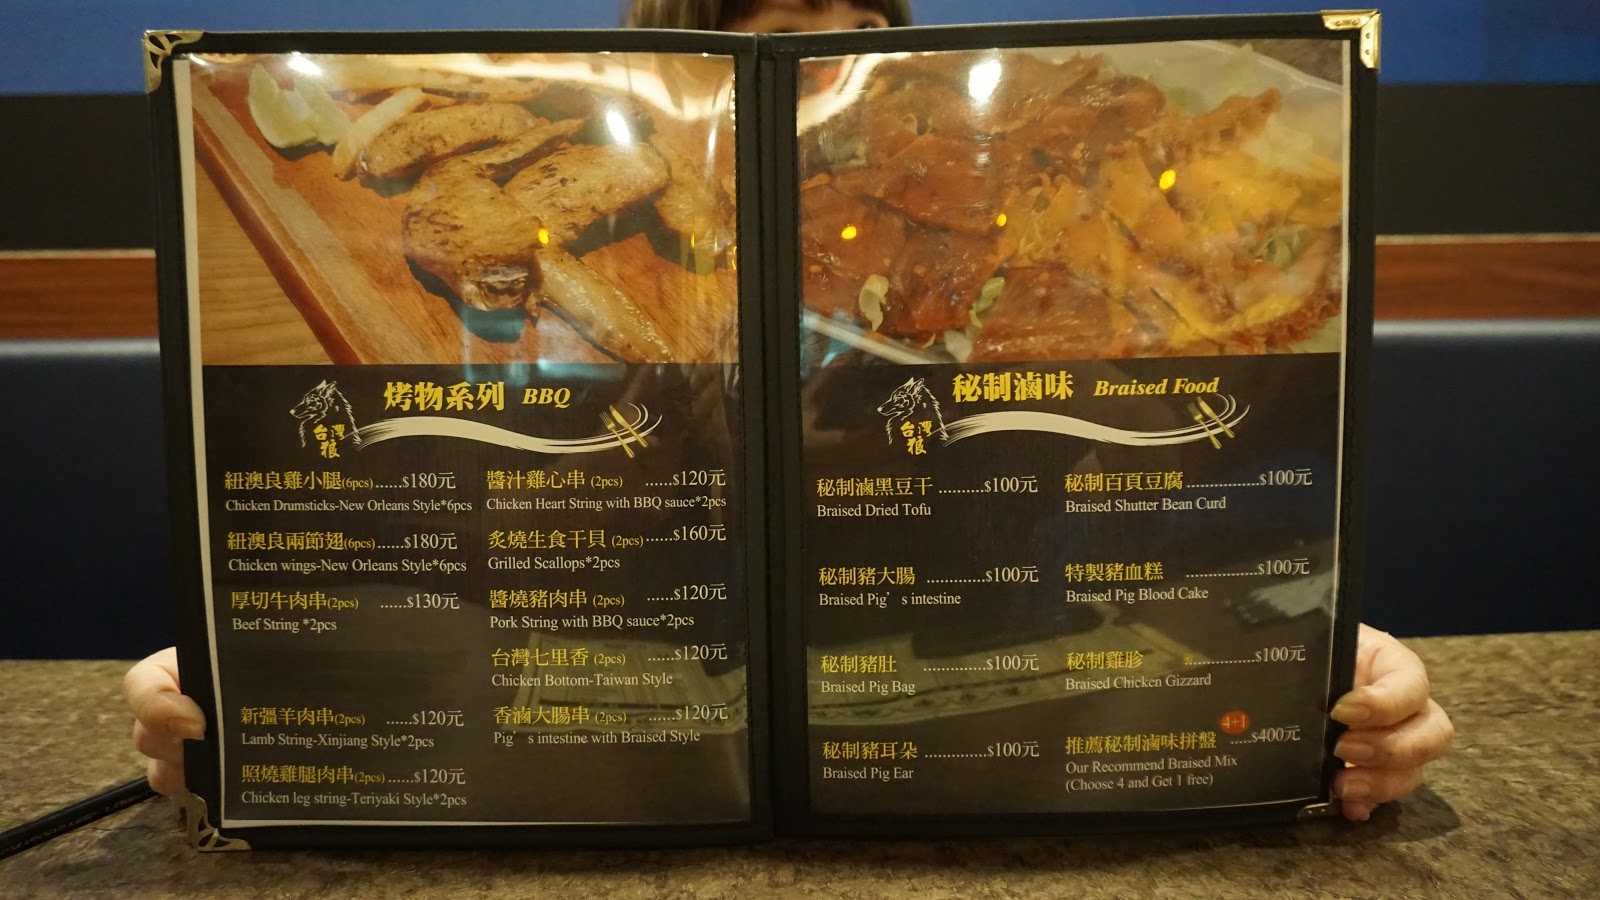 烤物系列 BBQ
台灣狼
紐澳良雞小腿(6pcs)......$180元
Chicken Drumsticks-New Orleans Style*6pcs
紐澳良兩節翅(6pcs)......$180元
Chicken wings-New Orleans Style*6pcs
厚切牛肉串(2pcs) ......$130元
Beef String *2pcs
新疆羊肉串(2pcs) ......$120元
Lamb String-Xinjiang Style*2pcs
照燒雞腿肉串(2pcs)......$120元
Chicken leg string-Teriyaki Style*2pcs
醬汁雞心串 (2pcs) ......$120元
Chicken Heart String with BBQ sauce*2pcs
炙燒生食干貝 (2pcs)......$160元
Grilled Scallops*2pcs
醬燒豬肉串 (2pcs) ......$120元
Pork String with BBQ sauce*2pcs
台灣七里香 (2pcs) ......$120元
Chicken Bottom-Taiwan Style
香滷大腸串 (2pcs) ......$120元
Pig’s intestine with Braised Style
秘制滷味 Braised Food
台灣狼
秘制滷黑豆干 ..........$100元
Braised Dried Tofu
秘制豬大腸 ............$100元
Braised Pig’s intestine
秘制豬肚 .............$100元
Braised Pig Bag
秘制豬耳朵 .............$100元
Braised Pig Ear
秘制百頁豆腐................$100元
Braised Shutter Bean Curd
特製豬血糕 ...............$100元
Braised Pig Blood Cake
秘制雞胗 ................$100元
Braised Chicken Gizzard
4+1
推薦秘制滷味拼盤 .....$400元
Our Recommend Braised Mix
(Choose 4 and Get 1 free)